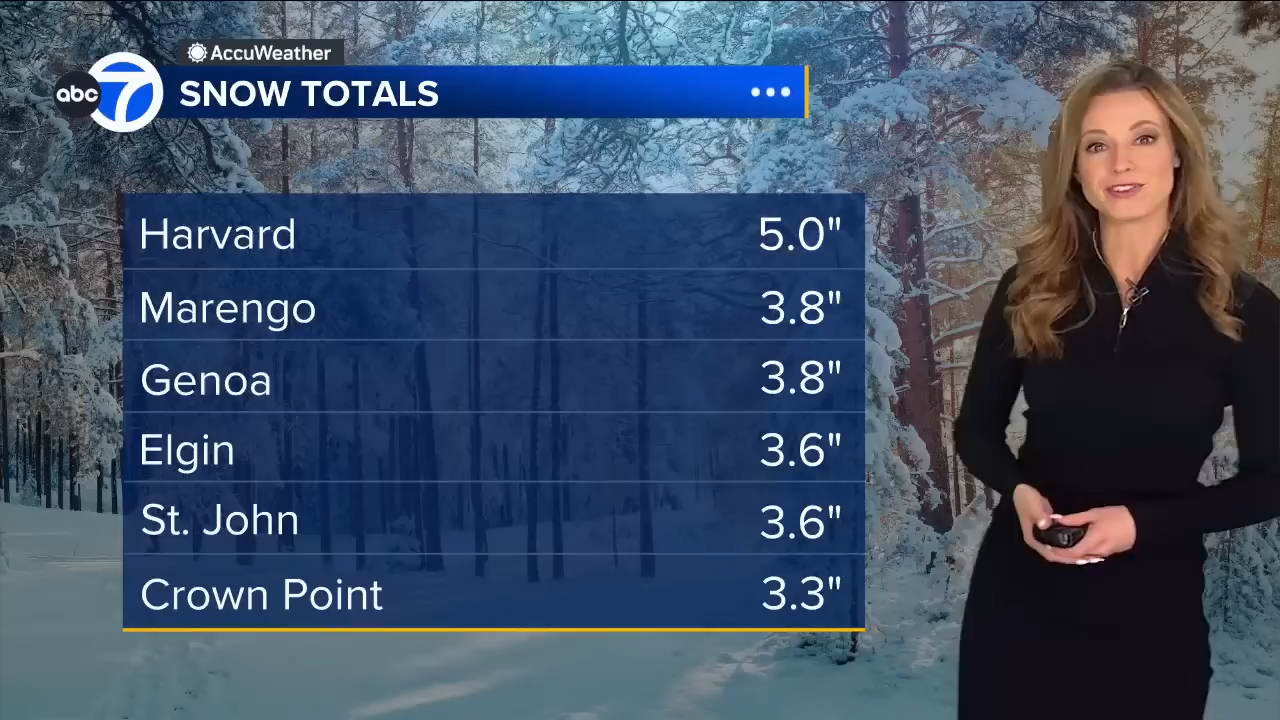 AccuWeather
abc 7 SNOW TOTALS
Harvard 5.0"
Marengo 3.8"
Genoa 3.8"
Elgin 3.6"
St. John 3.6"
Crown Point 3.3"